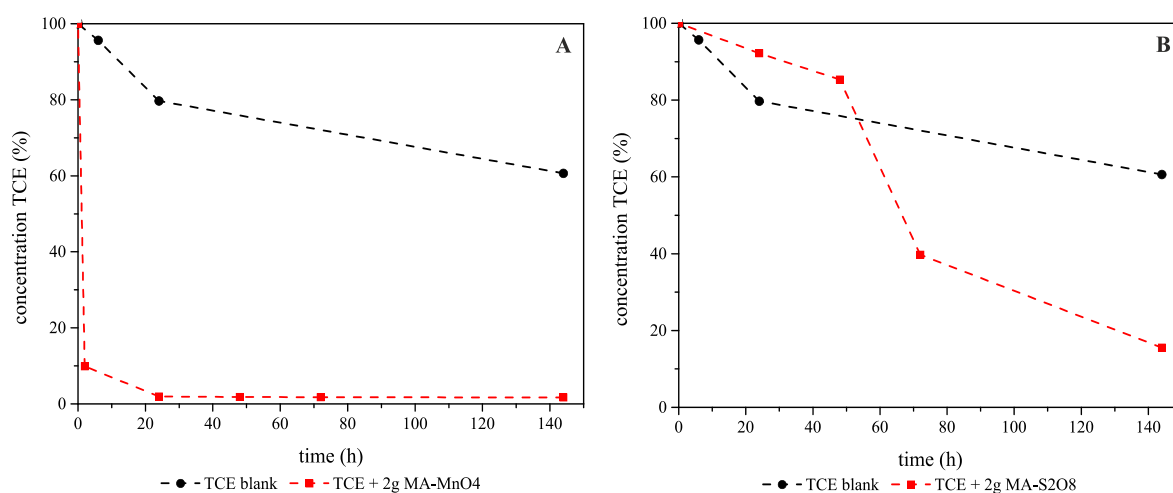 A
concentration TCE (%)
100
80
60
40
20
0
0 20 40 60 80 100 120 140
time (h)
TCE blank TCE + 2g MA-MnO4
B
concentration TCE (%)
100
80
60
40
20
0
0 20 40 60 80 100 120 140
time (h)
TCE blank TCE + 2g MA-S2O8